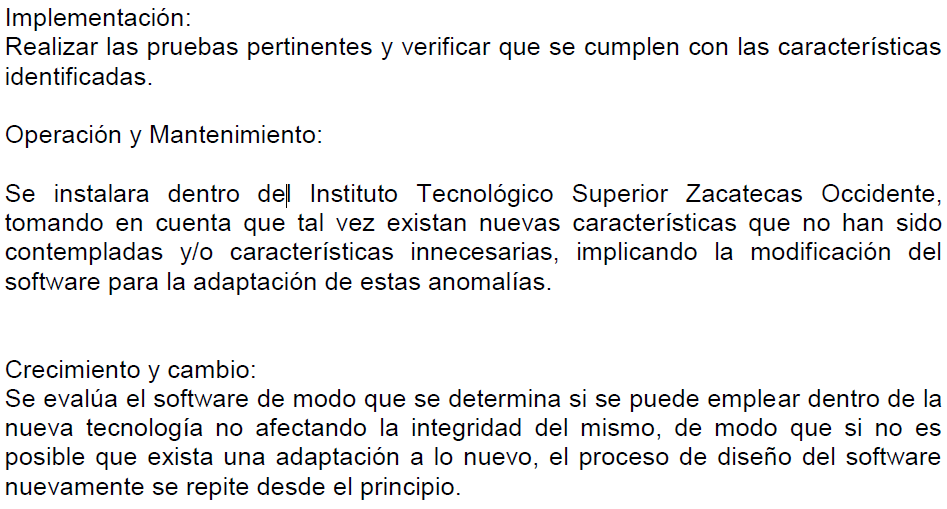 Implementación:
Realizar las pruebas pertinentes y verificar que se cumplen con las características
identificadas.
Operación y Mantenimiento:
Se instalara dentro del Instituto Tecnológico Superior Zacatecas Occidente,
tomando en cuenta que tal vez existan nuevas características que no han sido
contempladas y/o características innecesarias, implicando la modificación del
software para la adaptación de estas anomalías.
Crecimiento y cambio:
Se evalúa el software de modo que se determina si se puede emplear dentro de la
nueva tecnología no afectando la integridad del mismo, de modo que si no es
posible que exista una adaptación a lo nuevo, el proceso de diseño del software
nuevamente se repite desde el principio.